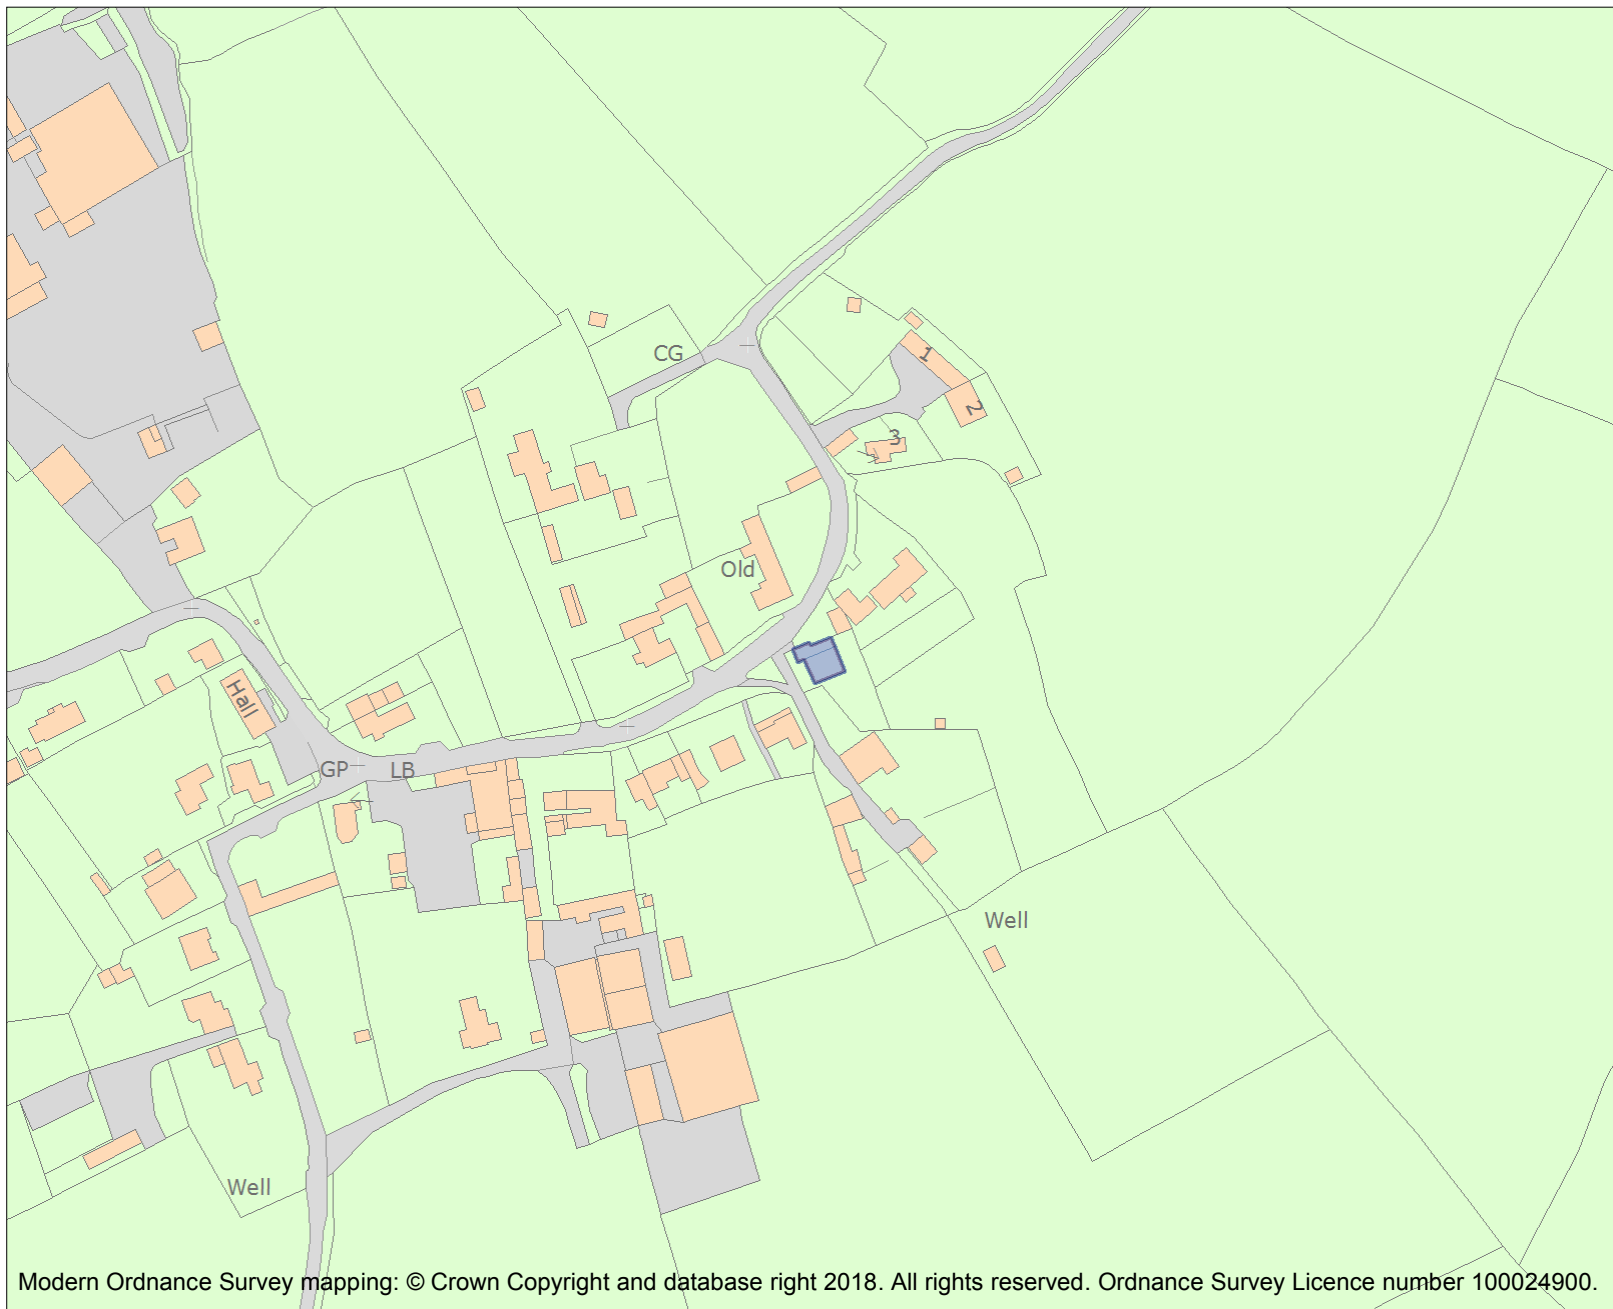 CG
1
2
3
Old
Hall
GP
LB
Well
Well
Modern Ordnance Survey mapping: © Crown Copyright and database right 2018. All rights reserved. Ordnance Survey Licence number 100024900.